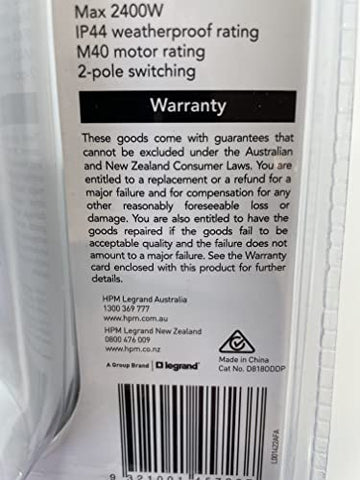 Max 2400W
IP44 weatherproof rating
M40 motor rating
2-pole switching
Warranty
These goods come with guarantees that
cannot be excluded under the Australian
and New Zealand Consumer Laws. You are
entitled to a replacement or a refund for a
major failure and for compensation for any
other reasonably foreseeable loss or
damage. You are also entitled to have the
goods repaired if the goods fail to be
acceptable quality and the failure does not
amount to a major failure. See the Warranty
card enclosed with this product for further
details.
HPM Legrand Australia
1300 369 777
www.hpm.com.au
HPM Legrand New Zealand
0800 476 009
www.hpm.co.nz
A Group Brand legrand
Made in China
Cat No. D818ODDP
L001423AFA